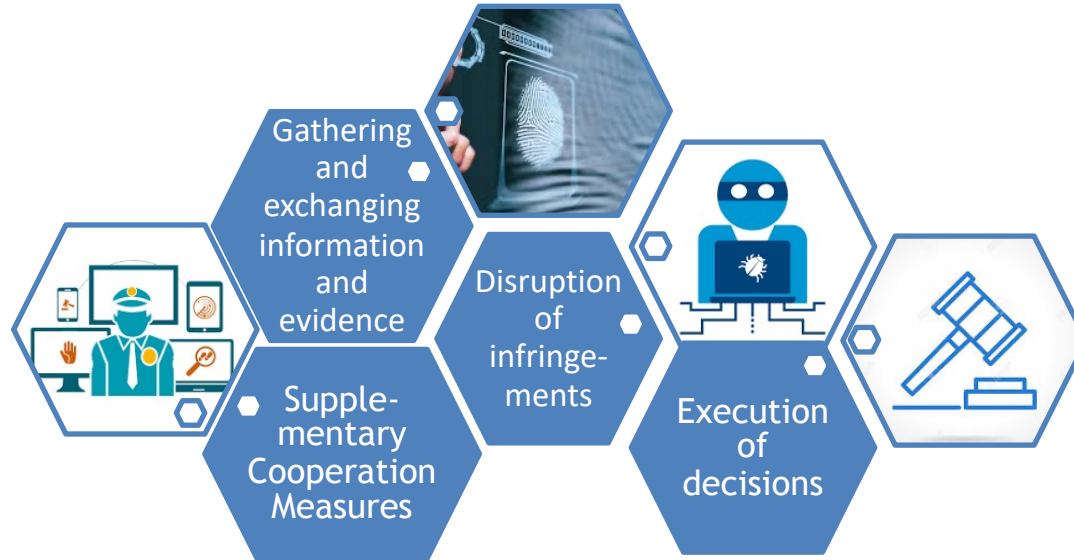 Gathering
and
exchanging
information
and
evidence
Supple-
mentary
Cooperation
Measures
Disruption
of
infringe-
ments
Execution
of
decisions